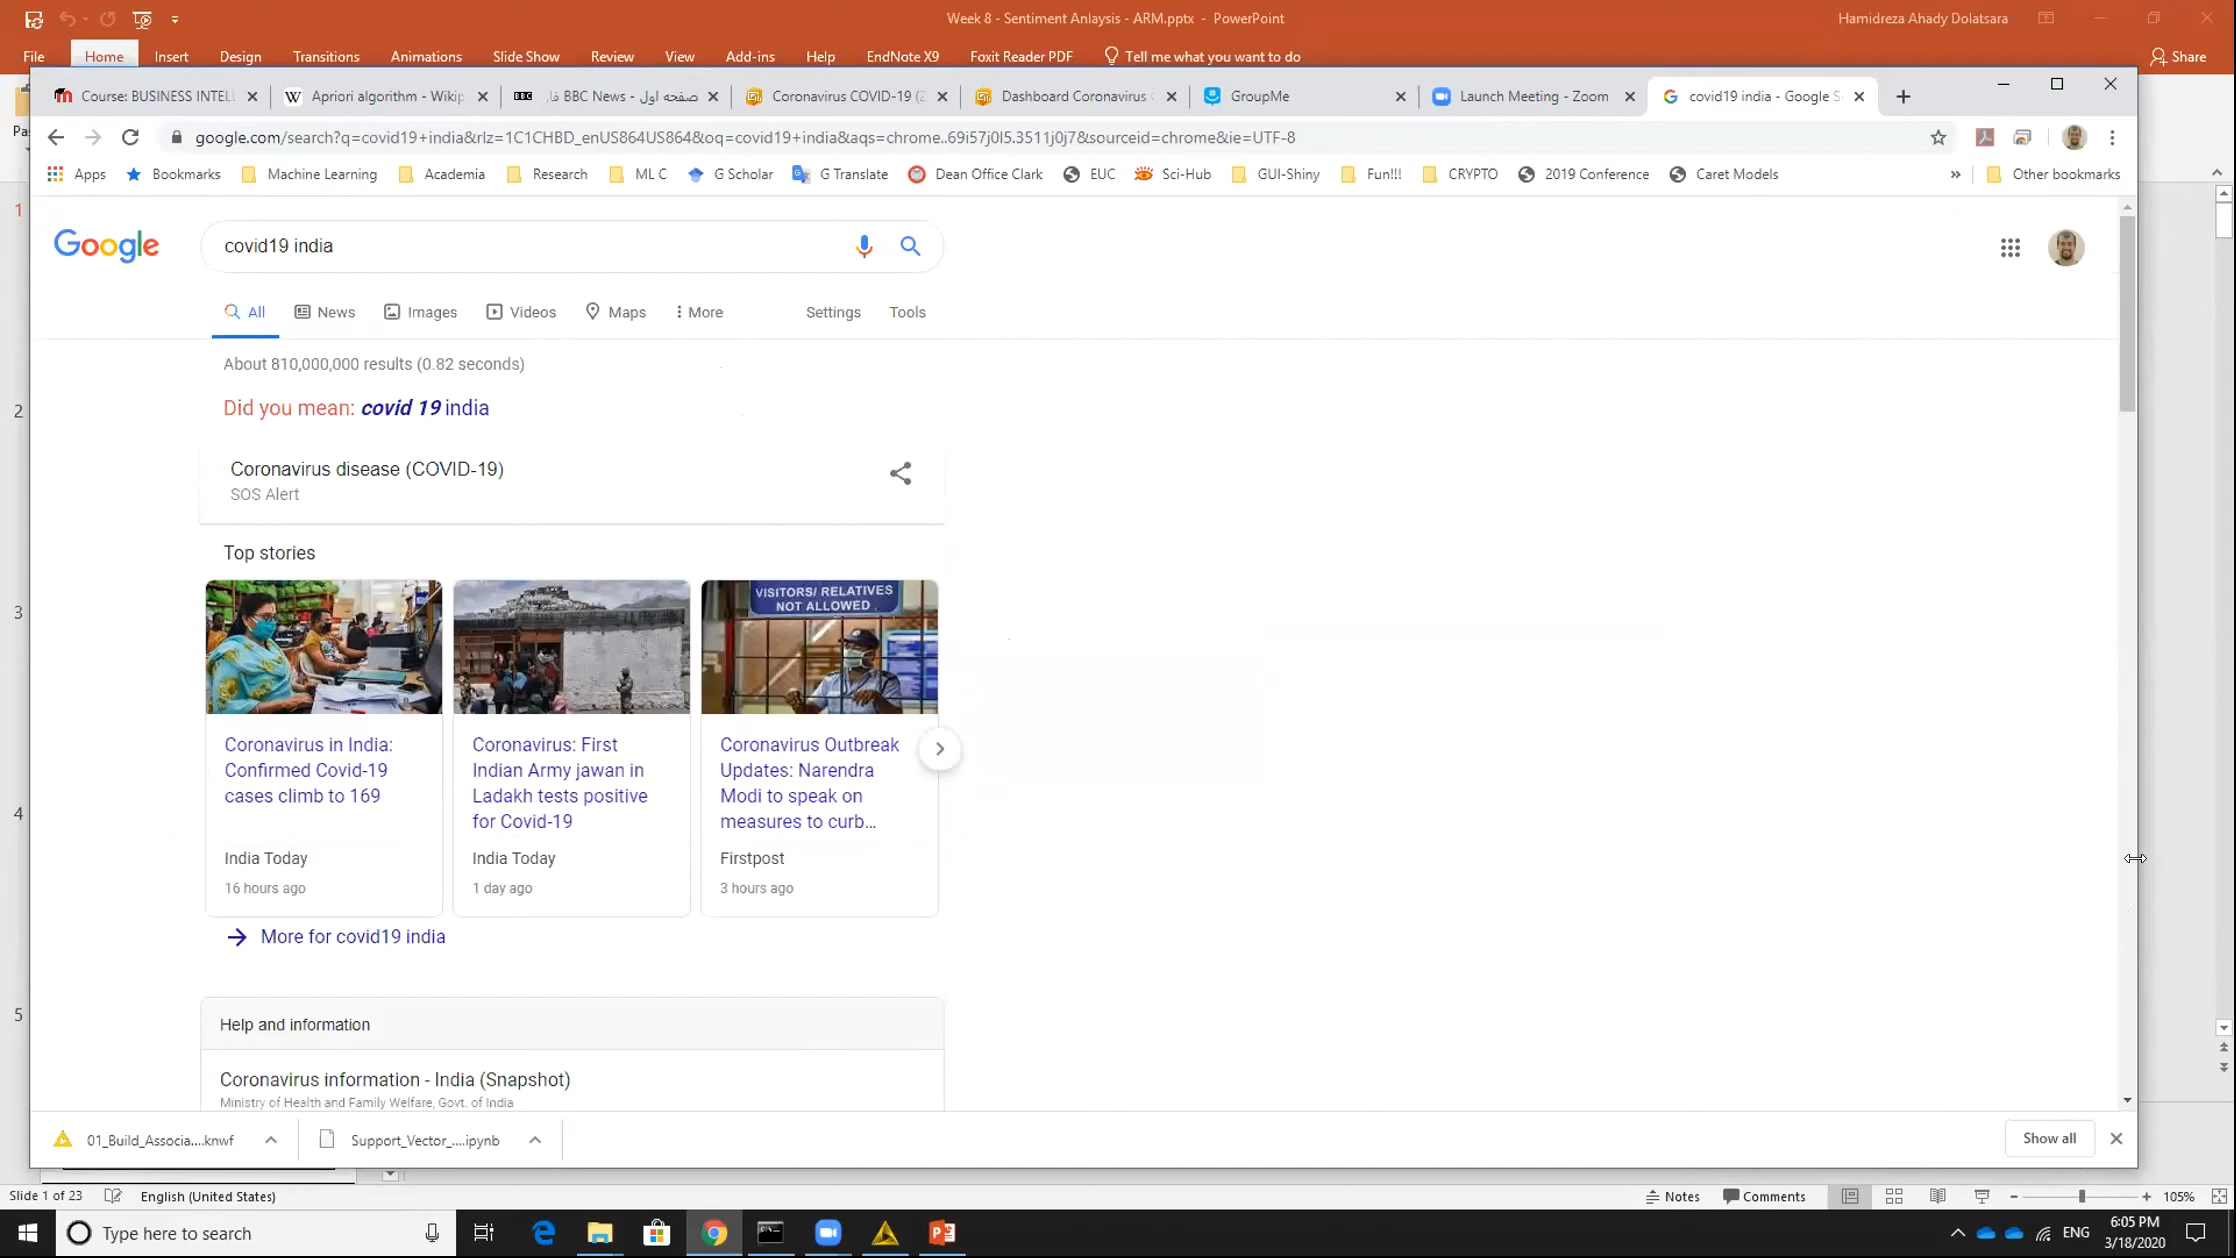 Week 8 - Sentiment Anlaysis - ARM.pptx - PowerPoint
Hamidreza Ahady Dolatsara
File Home Insert Design Transitions Animations Slide Show Review View Add-ins Help EndNote X9 Foxit Reader PDF Tell me what you want to do Share
Course: BUSINESS INTELL
Apriori algorithm - Wikip
BBC News - صفحه اول
Coronavirus COVID-19 (2
Dashboard Coronavirus
GroupMe
Launch Meeting - Zoom
covid19 india - Google S
google.com/search?q=covid19+india&rlz=1C1CHBD_enUS864US864&oq=covid19+india&aqs=chrome..69i57j0l5.3511j0j7&sourceid=chrome&ie=UTF-8
Apps Bookmarks Machine Learning Academia Research ML C G Scholar G Translate Dean Office Clark EUC Sci-Hub GUI-Shiny Fun!!! CRYPTO 2019 Conference Caret Models » Other bookmarks
1
2
3
4
5
Google
covid19 india
All News Images Videos Maps More Settings Tools
About 810,000,000 results (0.82 seconds)
Did you mean: covid 19 india
Coronavirus disease (COVID-19)
SOS Alert
Top stories
VISITORS/ RELATIVES
NOT ALLOWED
Coronavirus in India:
Confirmed Covid-19
cases climb to 169
India Today
16 hours ago
Coronavirus: First
Indian Army jawan in
Ladakh tests positive
for Covid-19
India Today
1 day ago
Coronavirus Outbreak
Updates: Narendra
Modi to speak on
measures to curb...
Firstpost
3 hours ago
More for covid19 india
Help and information
Coronavirus information - India (Snapshot)
Ministry of Health and Family Welfare, Govt. of India
01_Build_Associa....knwf
Support_Vector_....ipynb
Show all
Slide 1 of 23 English (United States) Notes Comments 105%
Type here to search
ENG
6:05 PM
3/18/2020